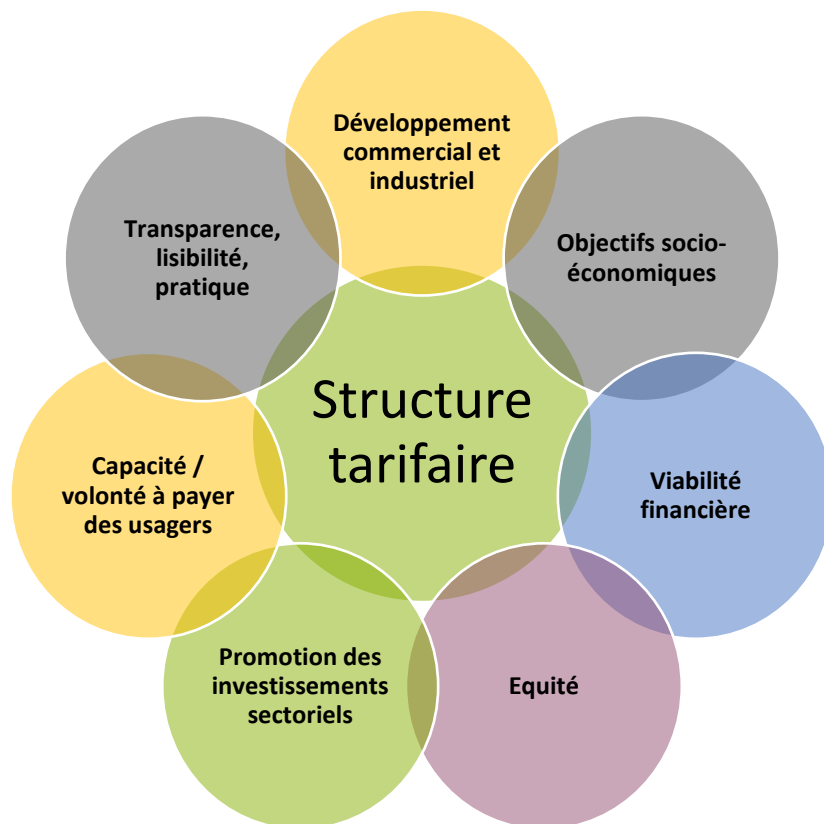 Développement
commercial et
industriel
Transparence,
lisibilité,
pratique
Objectifs socio-
économiques
Structure
tarifaire
Capacité /
volonté à payer
des usagers
Viabilité
financière
Promotion des
investissements
sectoriels
Equité